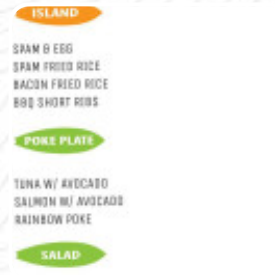 ISLAND
SPAM & EGG
SPAM FRIED RICE
BACON FRIED RICE
BBQ SHORT RIBS
POKE PLATE
TUNA W/ AVOCADO
SALMON W/ AVOCADO
RAINBOW POKE
SALAD